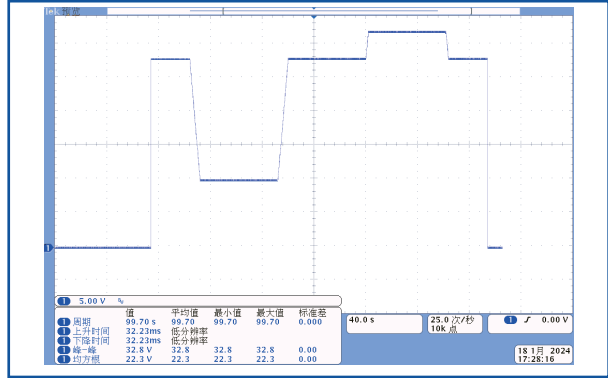 预览
1
1 5.00 V
值 平均值 最小值 最大值 标准差
1 周期 99.70 s 99.70 99.70 99.70 0.000
1 上升时间 32.23ms 低分辨率
1 下降时间 32.23ms 低分辨率
1 峰-峰 32.8 V 32.8 32.8 32.8 0.00
1 均方根 22.3 V 22.3 22.3 22.3 0.00
40.0 s
25.0 次/秒
10k 点
1 0.00 V
18 1月 2024
17:28:16